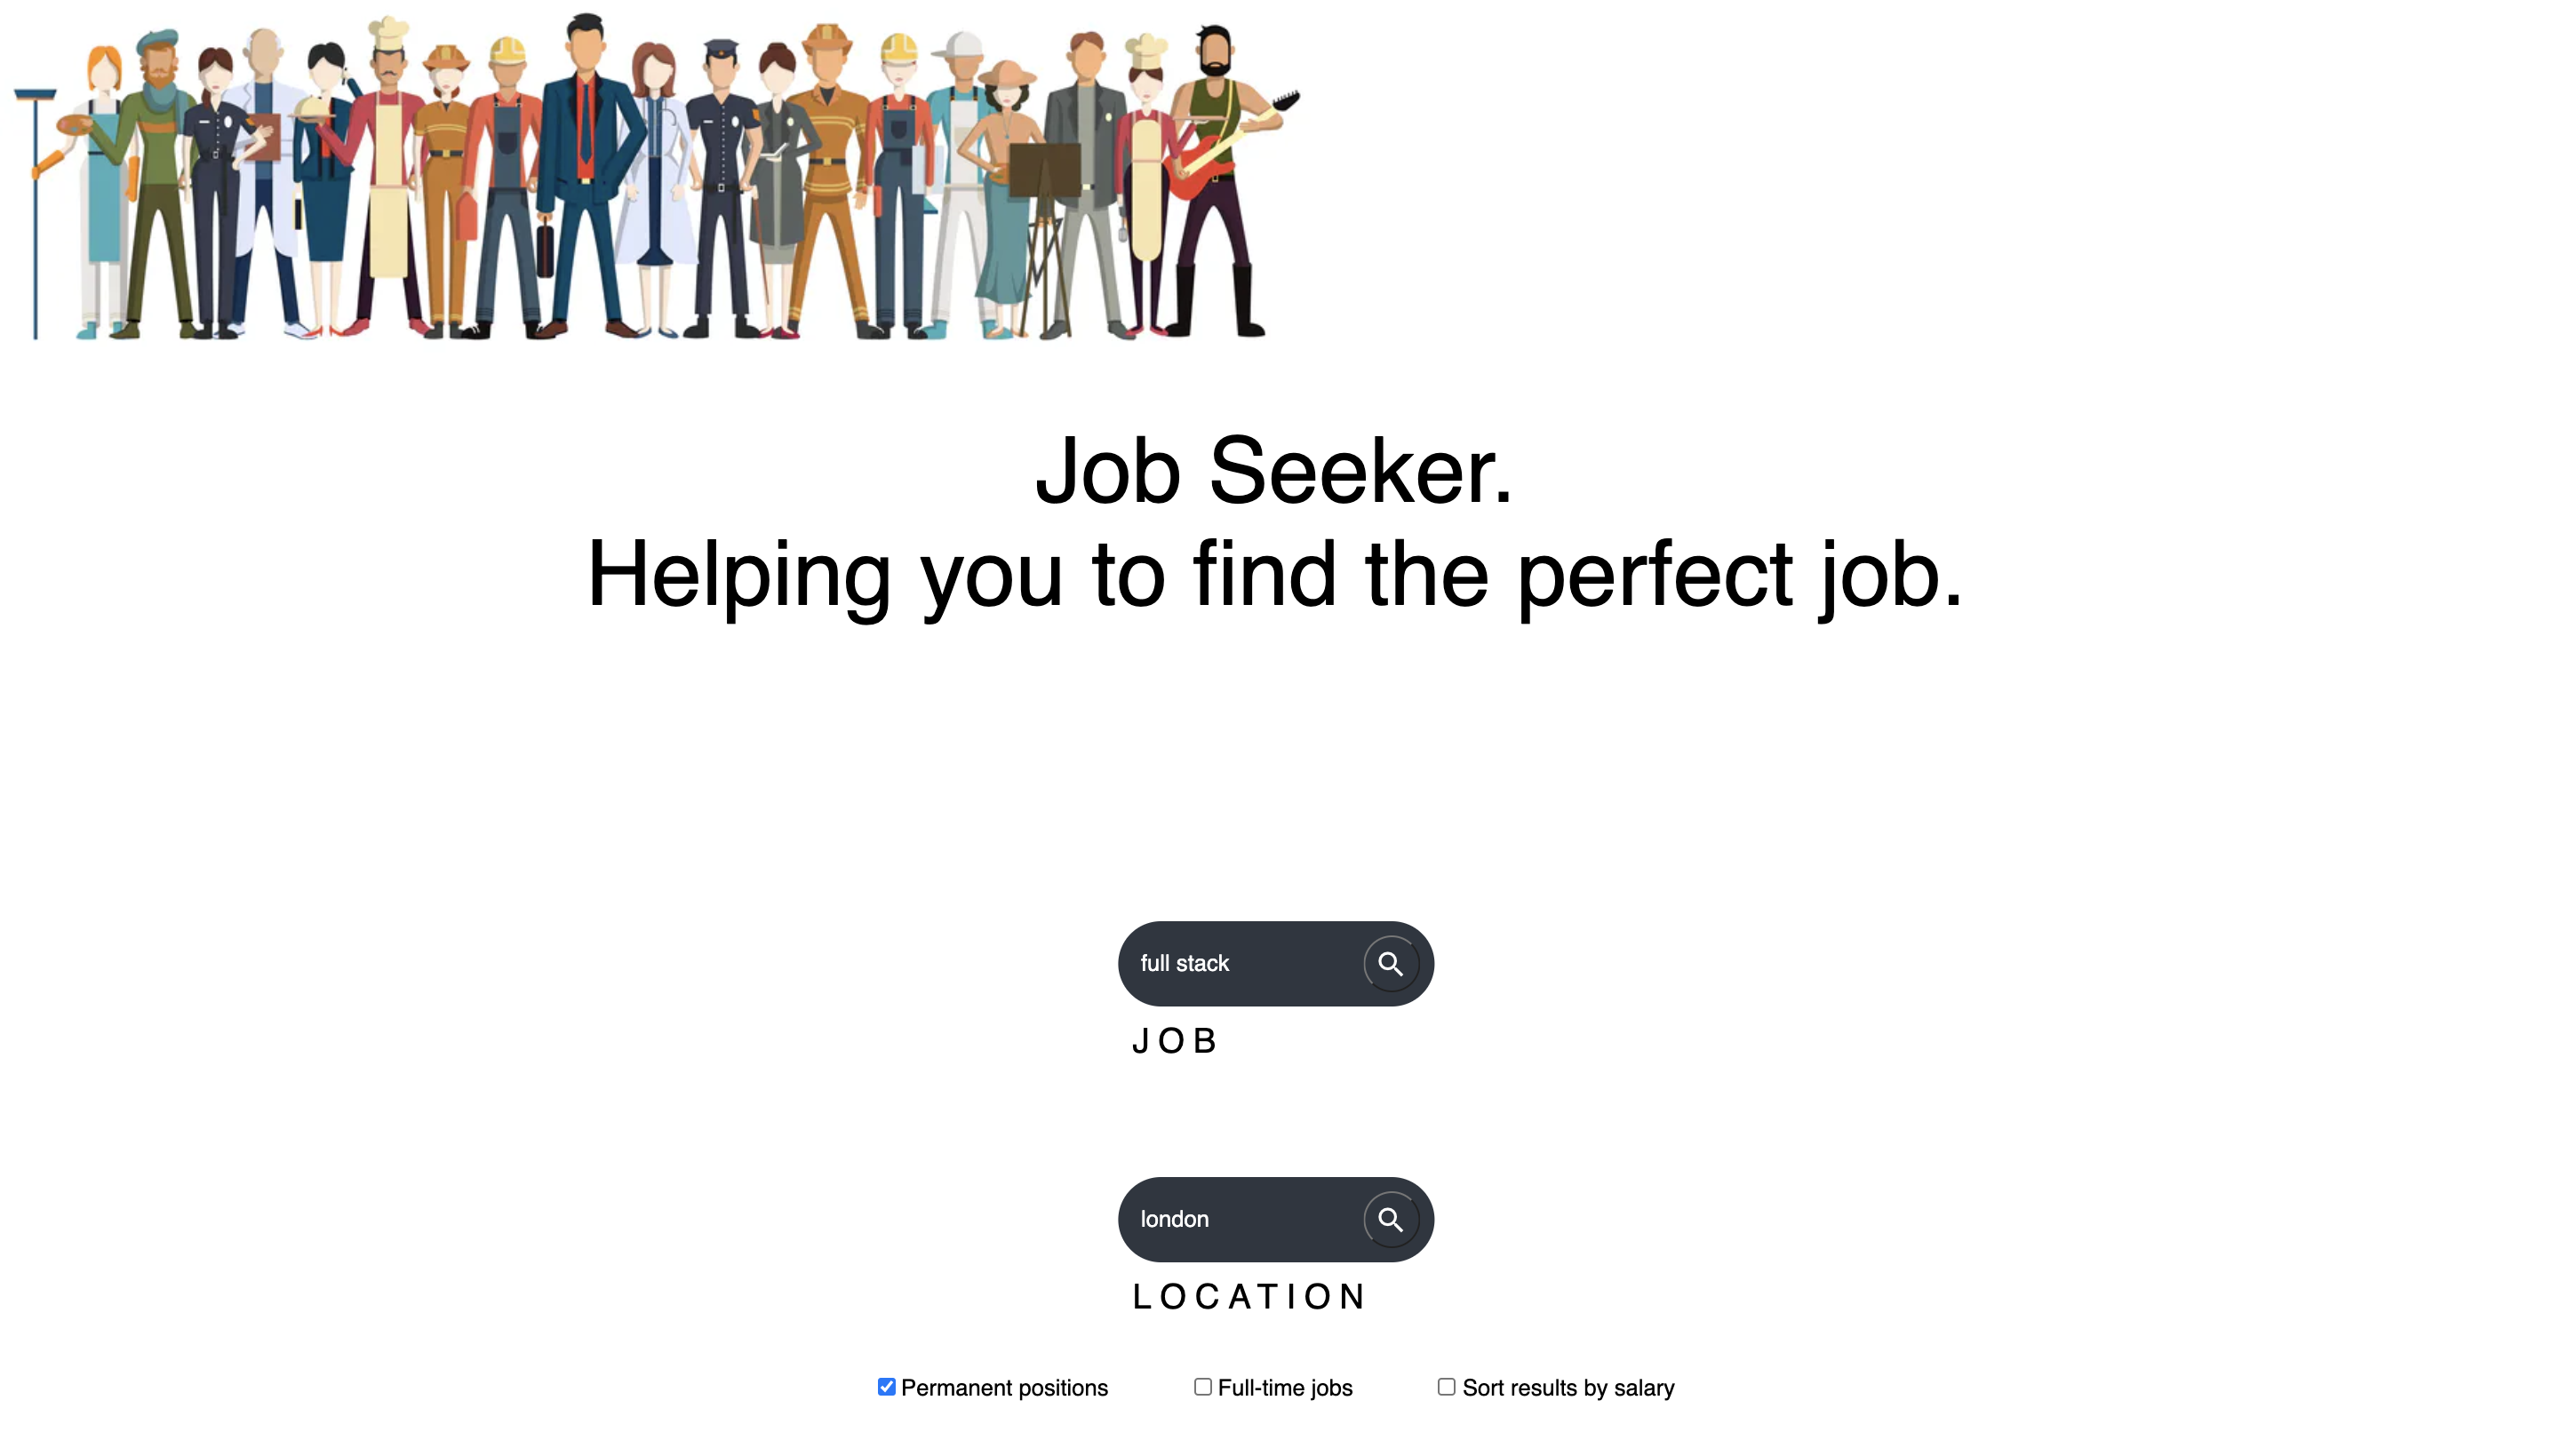 Job Seeker.
Helping you to find the perfect job.
full stack
JOB
london
LOCATION
Permanent positions Full-time jobs Sort results by salary